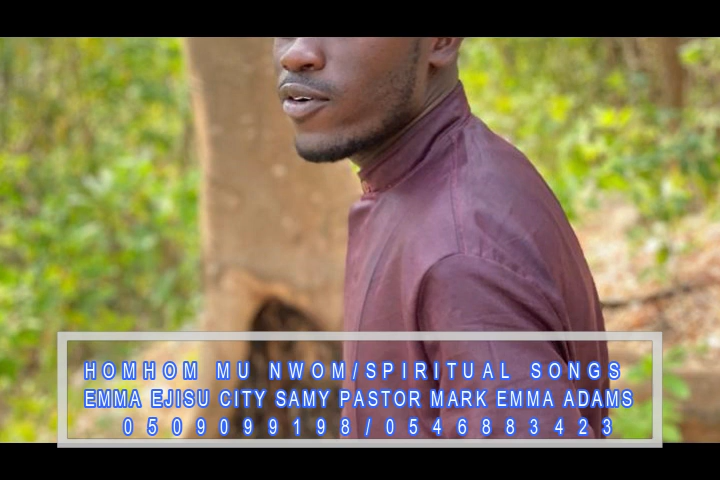 HOMHOM MU NWOM/SPIRITUAL SONGS
EMMA EJISU CITY SAMY PASTOR MARK EMMA ADAMS
0509099198/0546883423